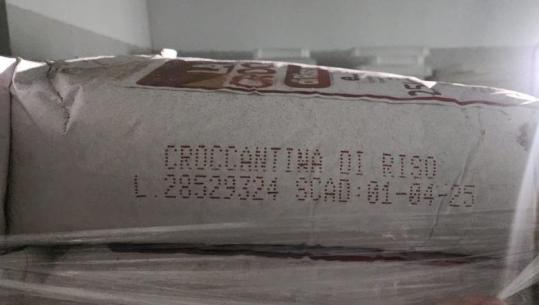 CROCCANTINA DI RISO
L.28529324 SCAD:01-04-25